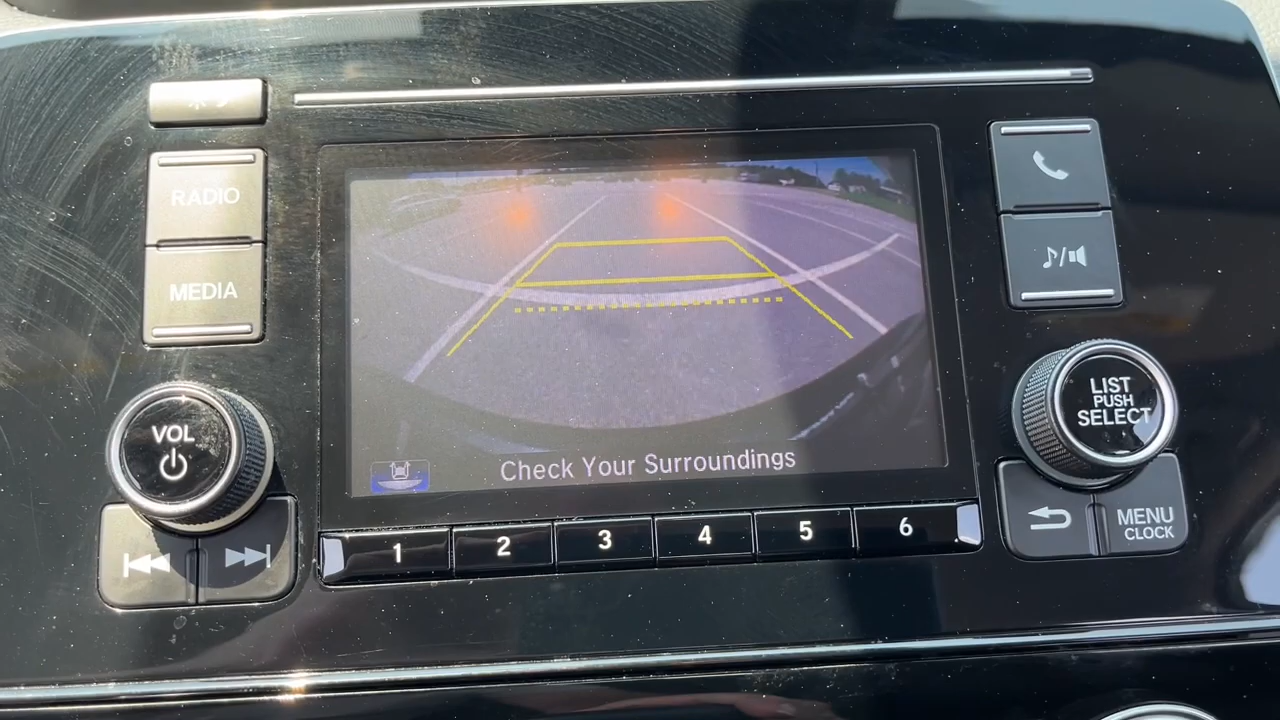 RADIO
MEDIA
VOL
Check Your Surroundings
1 2 3 4 5 6
LIST
PUSH
SELECT
MENU
CLOCK